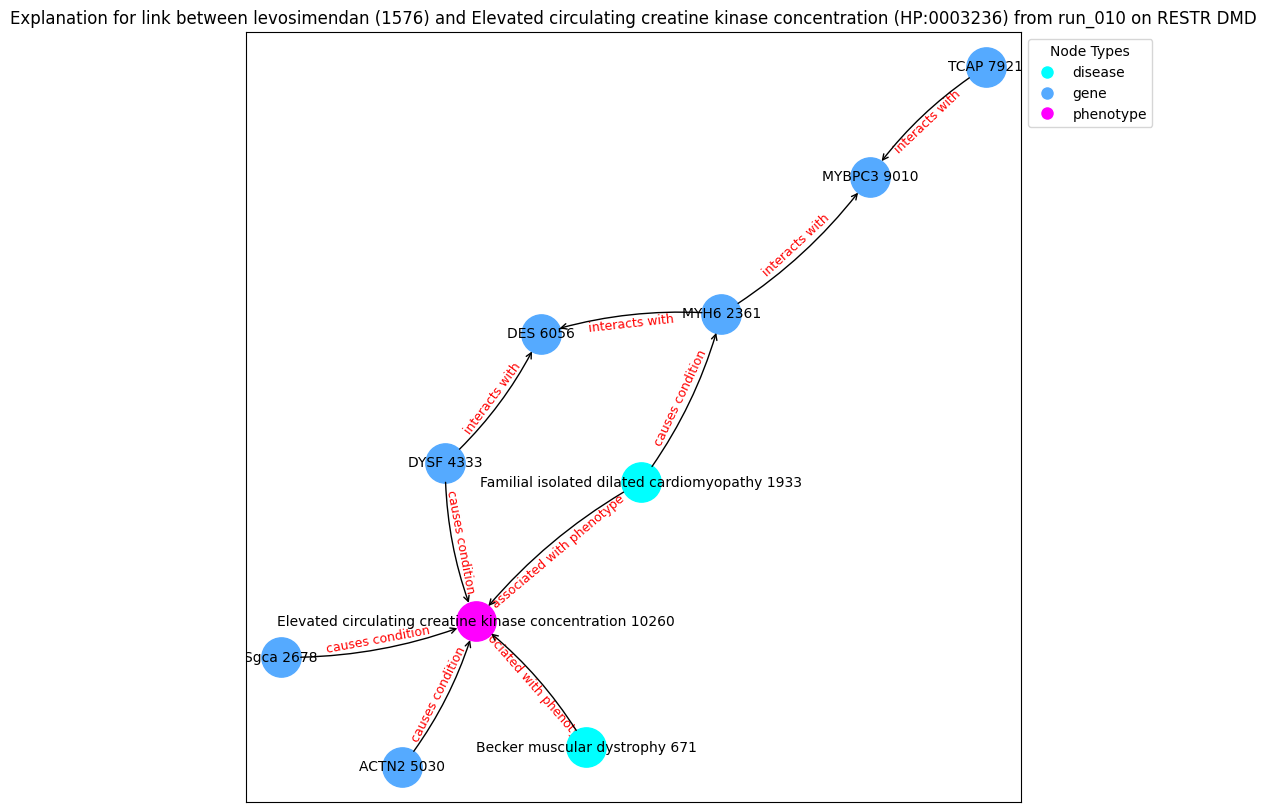 Explanation for link between levosimendan (1576) and Elevated circulating creatine kinase concentration (HP:0003236) from run_010 on RESTR DMD
Node Types
disease
gene
phenotype
TCAP 7921
interacts with
MYBPC3 9010
interacts with
MYH6 2361
interacts with
DES 6056
interacts with
causes condition
DYSF 4333
Familial isolated dilated cardiomyopathy 1933
causes condition
associated with phenotype
Elevated circulating creatine kinase concentration 10260
causes condition
Sgca 2678
causes condition
ociated with phenot
Becker muscular dystrophy 671
ACTN2 5030